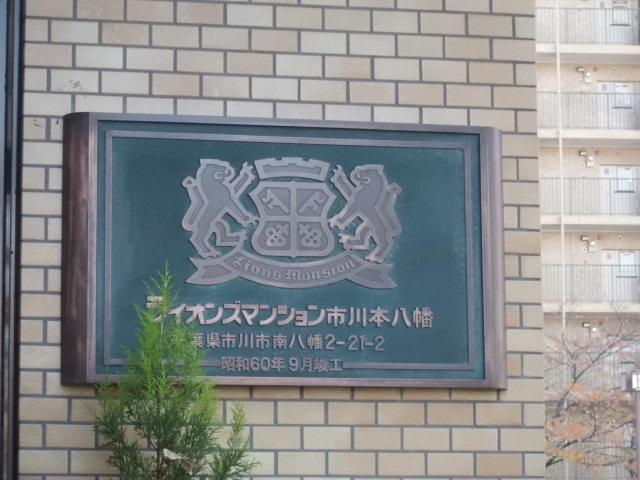 Lions Mansion
ライオンズマンション市川本八幡
葉県市川市南八幡2-21-2
昭和60年9月竣工